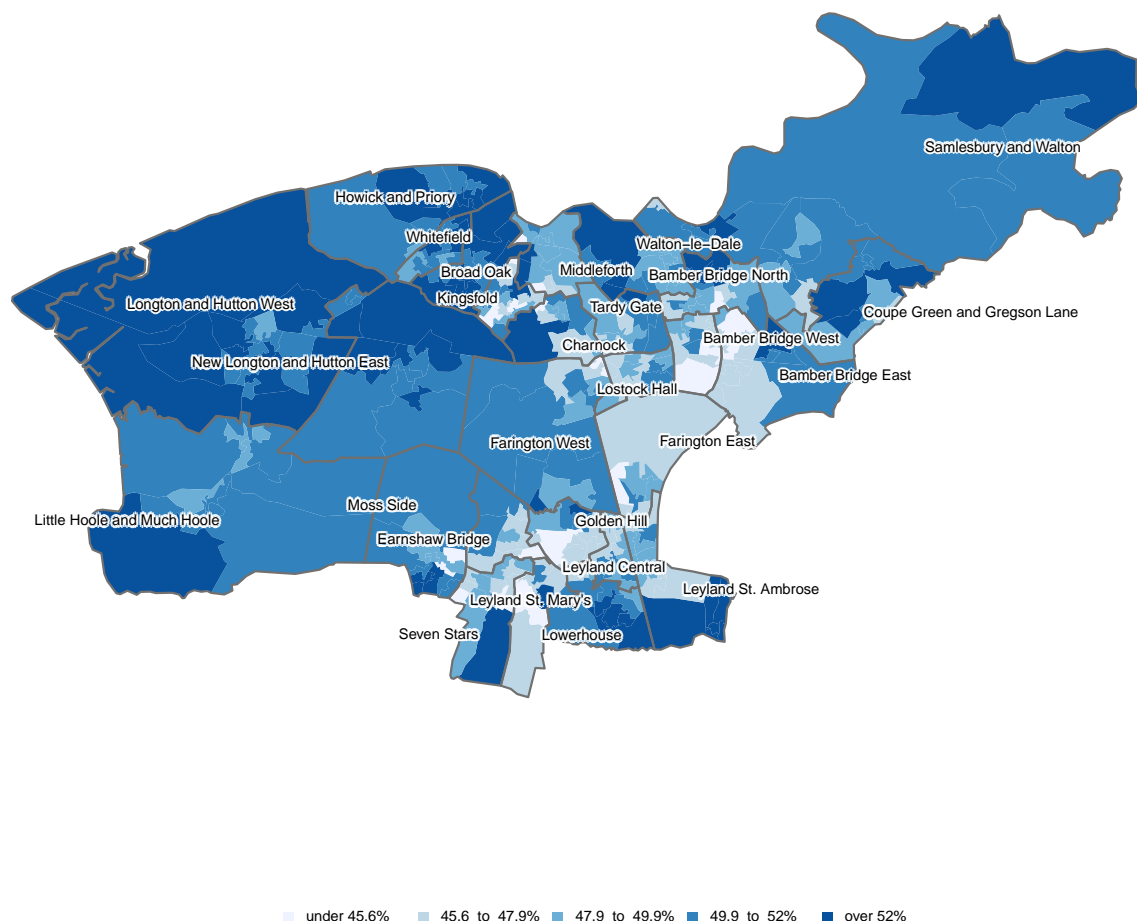 Samlesbury and Walton
Howick and Priory
Whitefield
Walton−le−Dale
Broad Oak
Middleforth
Bamber Bridge North
Kingsfold
Longton and Hutton West
Tardy Gate
Coupe Green and Gregson Lane
Charnock
Bamber Bridge West
New Longton and Hutton East
Bamber Bridge East
Lostock Hall
Farington West
Farington East
Moss Side
Little Hoole and Much Hoole
Golden Hill
Earnshaw Bridge
Leyland Central
Leyland St. Ambrose
Leyland St. Mary's
Seven Stars
Lowerhouse
under 45.6% 45.6 to 47.9% 47.9 to 49.9% 49.9 to 52% over 52%